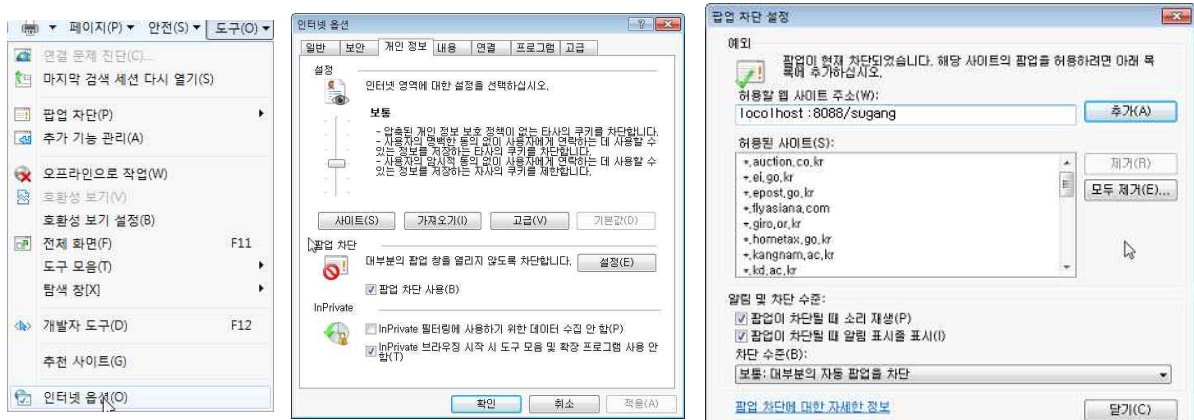 페이지(P) 안전(S) 도구(O)
연결 문제 진단(C)...
마지막 검색 세션 다시 열기(S)
팝업 차단(P)
추가 기능 관리(A)
오프라인으로 작업(W)
호환성 보기(V)
호환성 보기 설정(B)
전체 화면(F) F11
도구 모음(T)
탐색 창[X]
개발자 도구(D) F12
추천 사이트(G)
인터넷 옵션(O)
인터넷 옵션
일반 보안 개인 정보 내용 연결 프로그램 고급
설정
인터넷 영역에 대한 설정을 선택하십시오.
보통
- 압축된 개인 정보 보호 정책이 없는 타사의 쿠키를 차단합니다.
- 사용자의 명백한 동의 없이 사용자에게 연락하는 데 사용할 수
있는 정보를 저장하는 타사의 쿠키를 차단합니다.
- 사용자의 암시적 동의 없이 사용자에게 연락하는 데 사용할 수
있는 정보를 저장하는 자사의 쿠키를 제한합니다.
사이트(S) 가져오기(I) 고급(V) 기본값(D)
팝업 차단
대부분의 팝업 창을 열리지 않도록 차단합니다. 설정(E)
팝업 차단 사용(B)
InPrivate
InPrivate 필터링에 사용하기 위한 데이터 수집 안 함(P)
InPrivate 브라우징 시작 시 도구 모음 및 확장 프로그램 사용 안
함(T)
확인 취소 적용(A)
팝업 차단 설정
예외
팝업이 현재 차단되었습니다. 해당 사이트의 팝업을 허용하려면 아래 목
록에 추가하십시오.
허용할 웹 사이트 주소(W):
locolhost:8088/sugang 추가(A)
허용된 사이트(S):
*.auction.co.kr 제거(R)
*.ei.go.kr
*.epost.go.kr 모두 제거(E)...
*.flyasiana.com
*.giro.or.kr
*.hometax.go.kr
*.kangnam.ac.kr
*.kd.ac.kr
알림 및 차단 수준:
팝업이 차단될 때 소리 재생(P)
팝업이 차단될 때 알림 표시줄 표시(I)
차단 수준(B):
보통: 대부분의 자동 팝업을 차단
팝업 차단에 대한 자세한 정보 닫기(C)